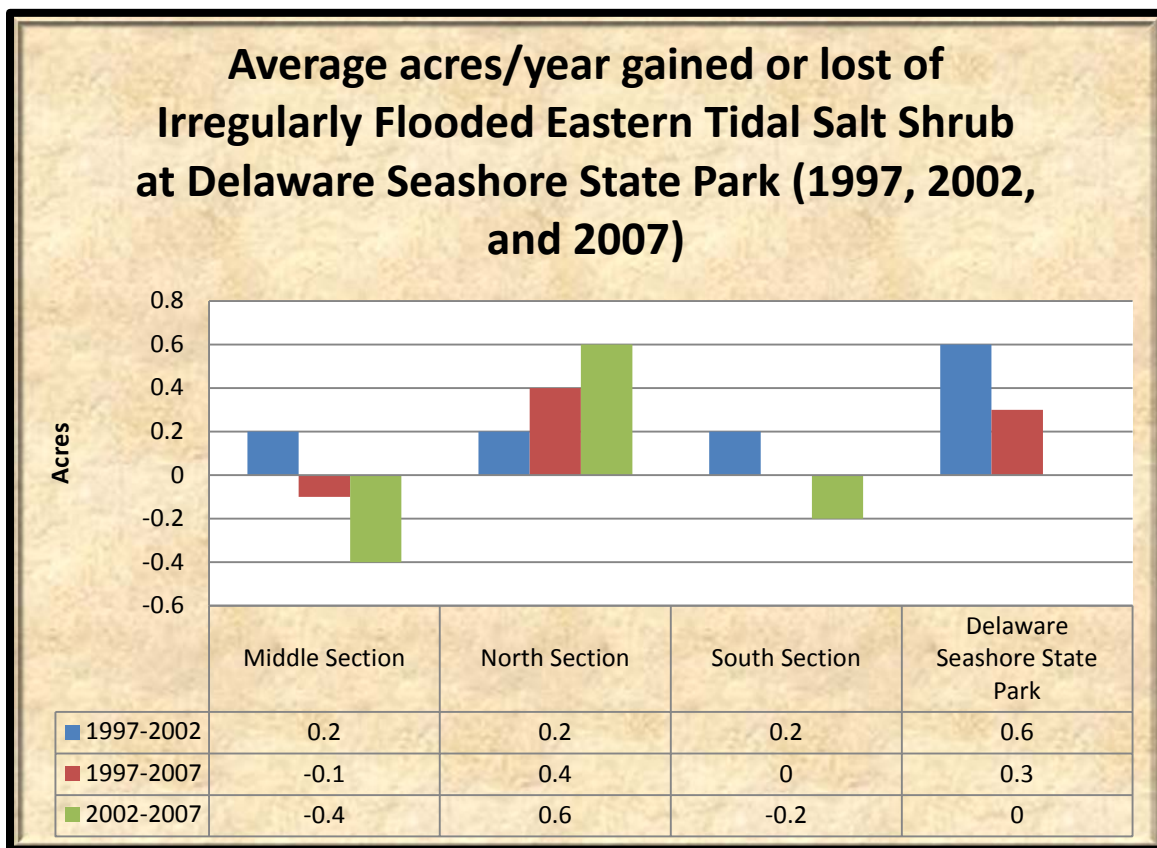 Average acres/year gained or lost of
Irregularly Flooded Eastern Tidal Salt Shrub
at Delaware Seashore State Park (1997, 2002,
and 2007)
0.8
0.6
0.4
0.2
0
-0.2
-0.4
-0.6
Acres
Middle Section North Section South Section Delaware
Seashore State
Park
1997-2002 0.2 0.2 0.2 0.6
1997-2007 -0.1 0.4 0 0.3
2002-2007 -0.4 0.6 -0.2 0